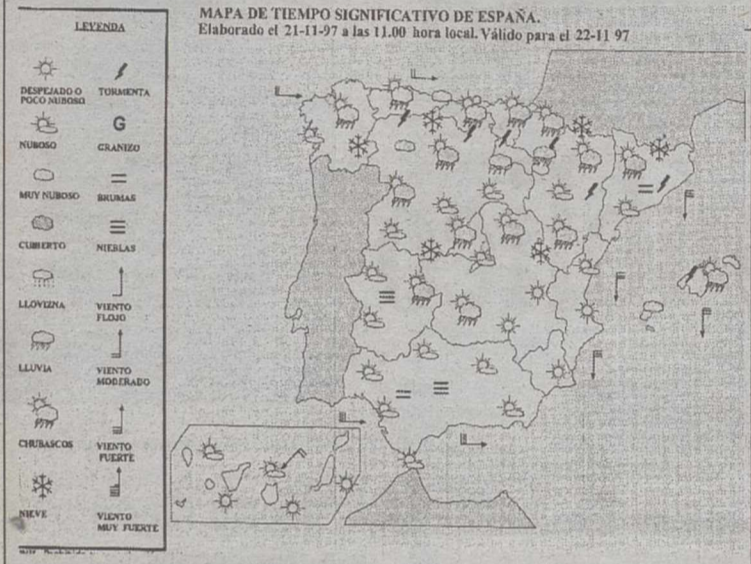 MAPA DE TIEMPO SIGNIFICATIVO DE ESPAÑA.
Elaborado el 21-11-97 a las 11.00 hora local. Válido para el 22-11 97
LEYENDA
DESPEJADO O
POCO NUBOSO
TORMENTA
NUBOSO
G
GRANIZO
MUY NUBOSO
BRUMAS
CUBIERTO
NIEBLAS
LLOVIZNA
VIENTO
FLOJO
LLUVIA
VIENTO
MODERADO
CHUBASCOS
VIENTO
FUERTE
NIEVE
VIENTO
MUY FUERTE